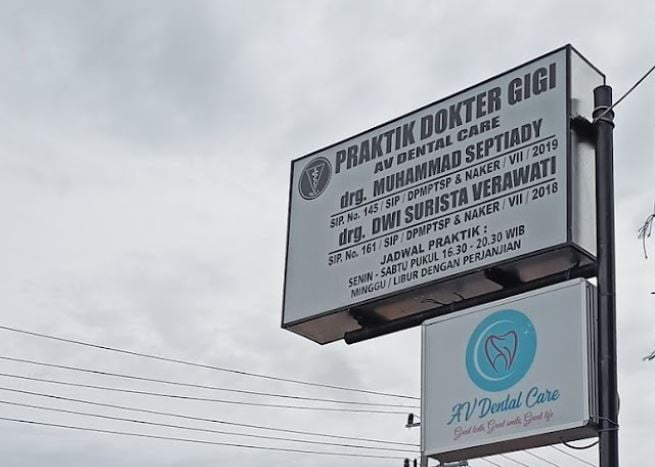 PRAKTIK DOKTER GIGI
AV DENTAL CARE
drg. MUHAMMAD SEPTIADY
SIP. No. 145 / SIP / DPMPTSP & NAKER / VII / 2019
drg. DWI SURISTA VERAWATI
SIP. No. 161 / SIP / DPMPTSP & NAKER / VII / 2018
JADWAL PRAKTIK :
SENIN - SABTU PUKUL 16.30 - 20.30 WIB
MINGGU / LIBUR DENGAN PERJANJIAN
AV Dental Care
Good teeth, Good smile, Good life